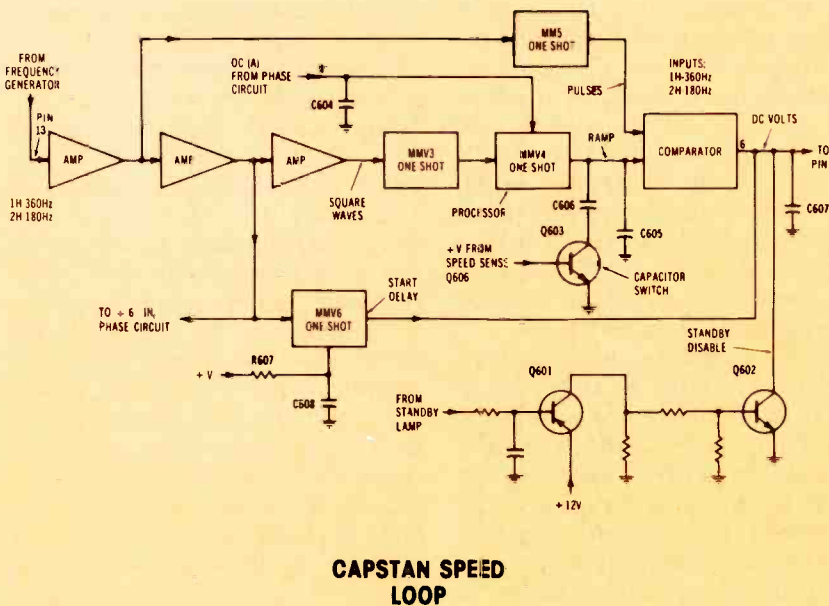 MM5
ONE SHOT
FROM
FREQUENCY
GENERATOR
OC (A)
FROM PHASE
CIRCUIT
INPUTS:
1H-360Hz
2H 180Hz
PULSES
C604
PIN
13
RAMP
DC VOLTS
6
AMP
AMP
AMP
MMV3
ONE SHOT
MMV4
ONE SHOT
COMPARATOR
TO
PIN
1H 360Hz
2H 180Hz
SQUARE
WAVES
PROCESSOR
C606
C605
C607
Q603
+ V FROM
SPEED SENSE
Q606
CAPACITOR
SWITCH
START
DELAY
TO ÷ 6 IN,
PHASE CIRCUIT
MMV6
ONE SHOT
STANDBY
DISABLE
R607
+ V
C608
Q601
Q602
FROM
STANDBY
LAMP
+ 12V
CAPSTAN SPEED
LOOP